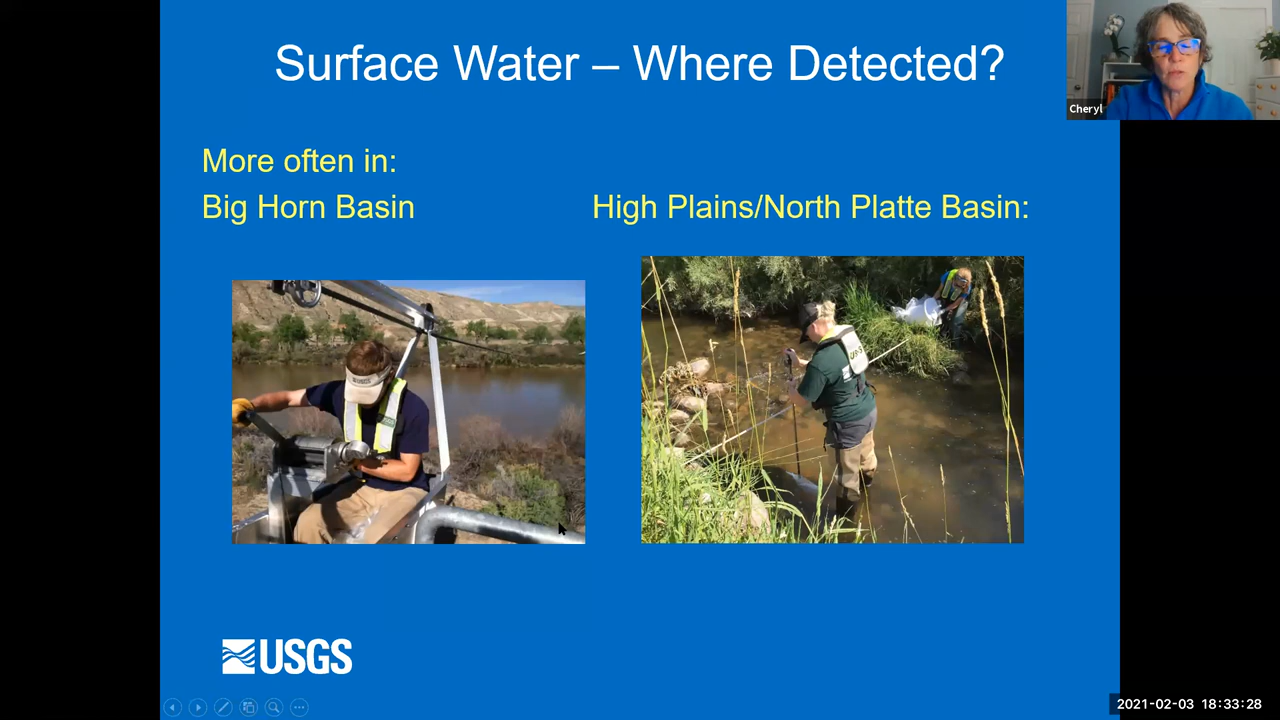 Surface Water – Where Detected?
Cheryl
More often in:
Big Horn Basin
High Plains/North Platte Basin:
USGS
USGS
2021-02-03 18:33:28